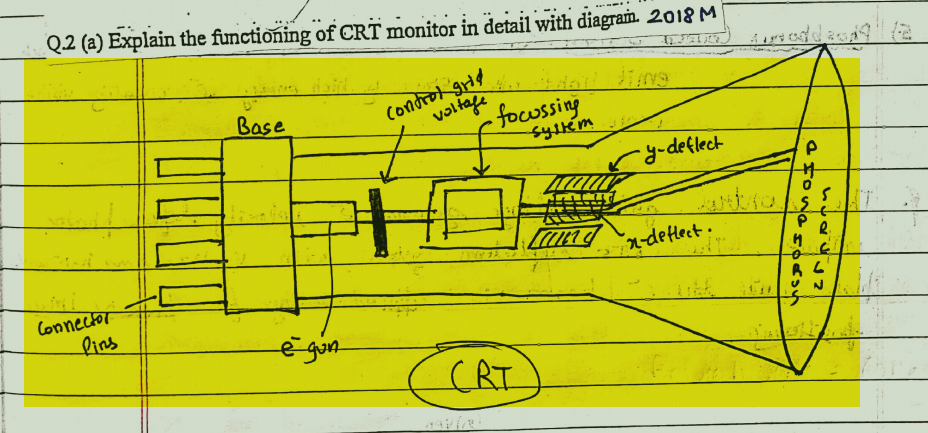 Q.2 (a) Explain the functioning of CRT monitor in detail with diagram. 2018 M
Base
control grid
voltage
focussing
system
y-deflect
x-deflect.
PHOSPHORUS
SCREEN
Connector
Pins
e⁻ gun
CRT